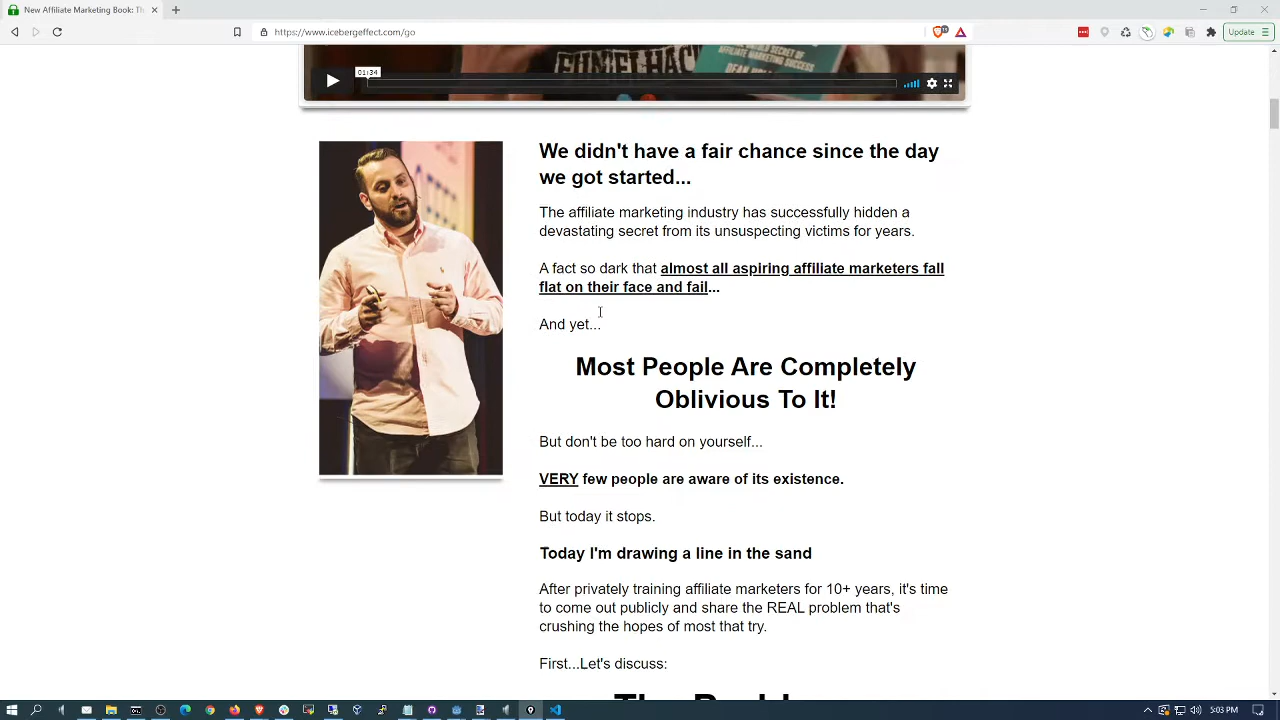 New Affiliate Marketing Book: Th
https://www.icebergeffect.com/go
Update
FUNNELHACK
AFFILIATE MARKETING SUCCESS
01:34
We didn't have a fair chance since the day
we got started...
The affiliate marketing industry has successfully hidden a
devastating secret from its unsuspecting victims for years.
A fact so dark that almost all aspiring affiliate marketers fall
flat on their face and fail...
And yet...
Most People Are Completely
Oblivious To It!
But don't be too hard on yourself...
VERY few people are aware of its existence.
But today it stops.
Today I'm drawing a line in the sand
After privately training affiliate marketers for 10+ years, it's time
to come out publicly and share the REAL problem that's
crushing the hopes of most that try.
First...Let's discuss:
5:03 PM